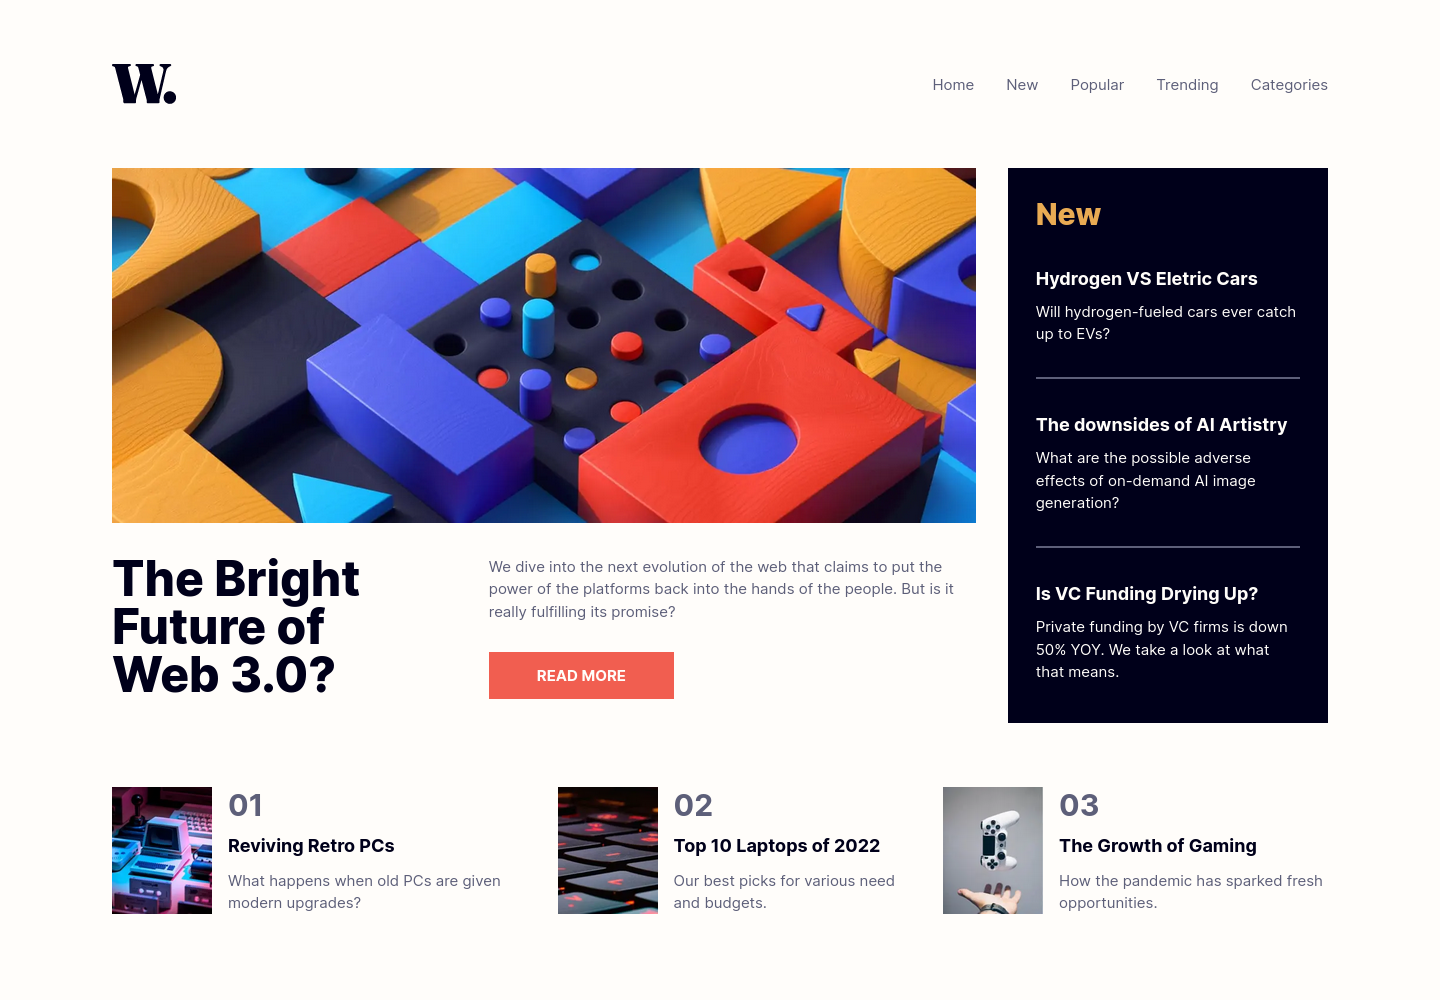 W.
Home New Popular Trending Categories
New
Hydrogen VS Eletric Cars
Will hydrogen-fueled cars ever catch
up to EVs?
The downsides of AI Artistry
What are the possible adverse
effects of on-demand AI image
generation?
Is VC Funding Drying Up?
Private funding by VC firms is down
50% YOY. We take a look at what
that means.
The Bright
Future of
Web 3.0?
We dive into the next evolution of the web that claims to put the
power of the platforms back into the hands of the people. But is it
really fulfilling its promise?
READ MORE
01
Reviving Retro PCs
What happens when old PCs are given
modern upgrades?
02
Top 10 Laptops of 2022
Our best picks for various need
and budgets.
03
The Growth of Gaming
How the pandemic has sparked fresh
opportunities.